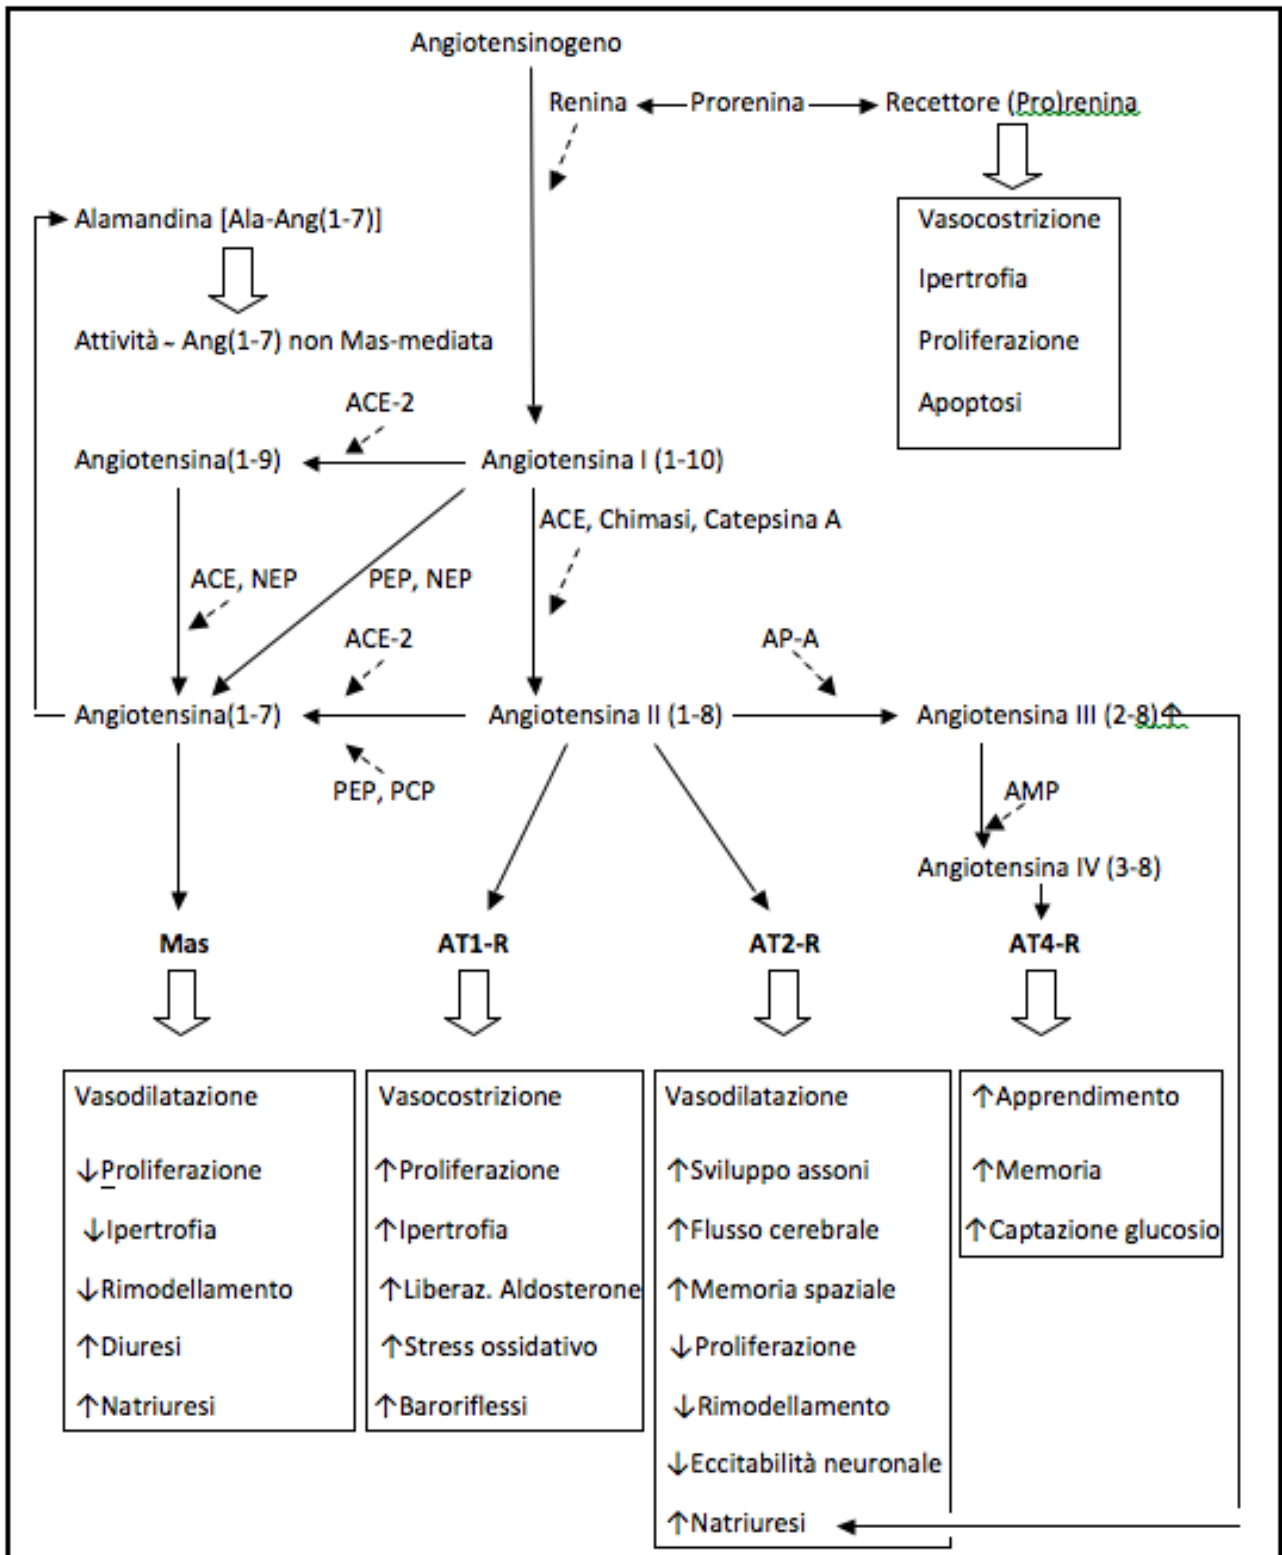 Angiotensinogeno
Renina Prorenina Recettore (Pro)renina
Alamandina [Ala-Ang(1-7)]
Vasocostrizione
Ipertrofia
Proliferazione
Apoptosi
Attività ~ Ang(1-7) non Mas-mediata
ACE-2
Angiotensina(1-9) Angiotensina I (1-10)
ACE, Chimasi, Catepsina A
ACE, NEP PEP, NEP
ACE-2 AP-A
Angiotensina(1-7) Angiotensina II (1-8) Angiotensina III (2-8)↑
PEP, PCP AMP
Angiotensina IV (3-8)
Mas AT1-R AT2-R AT4-R
Vasodilatazione
↓Proliferazione
↓Ipertrofia
↓Rimodellamento
↑Diuresi
↑Natriuresi
Vasocostrizione
↑Proliferazione
↑Ipertrofia
↑Liberaz. Aldosterone
↑Stress ossidativo
↑Baroriflessi
Vasodilatazione
↑Sviluppo assoni
↑Flusso cerebrale
↑Memoria spaziale
↓Proliferazione
↓Rimodellamento
↓Eccitabilità neuronale
↑Natriuresi
↑Apprendimento
↑Memoria
↑Captazione glucosio